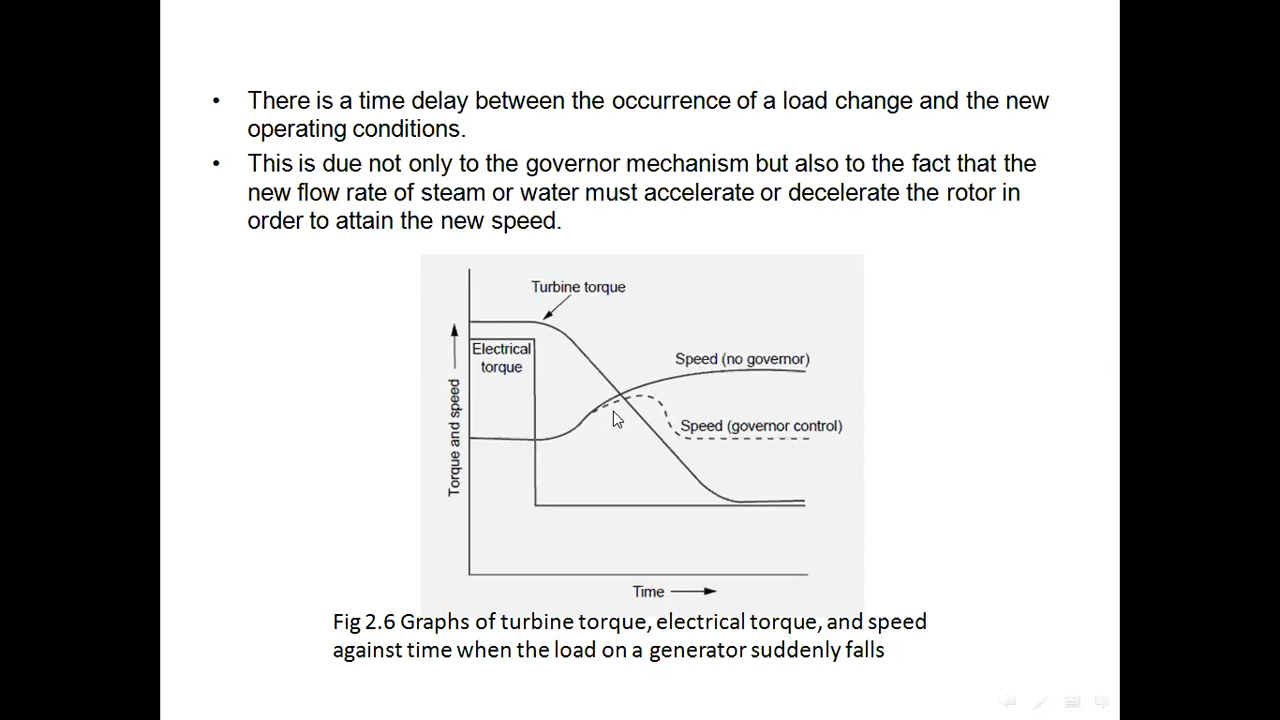 • There is a time delay between the occurrence of a load change and the new
operating conditions.
• This is due not only to the governor mechanism but also to the fact that the
new flow rate of steam or water must accelerate or decelerate the rotor in
order to attain the new speed.
Turbine torque
Electrical
torque
Speed (no governor)
Speed (governor control)
Torque and speed
Time
Fig 2.6 Graphs of turbine torque, electrical torque, and speed
against time when the load on a generator suddenly falls